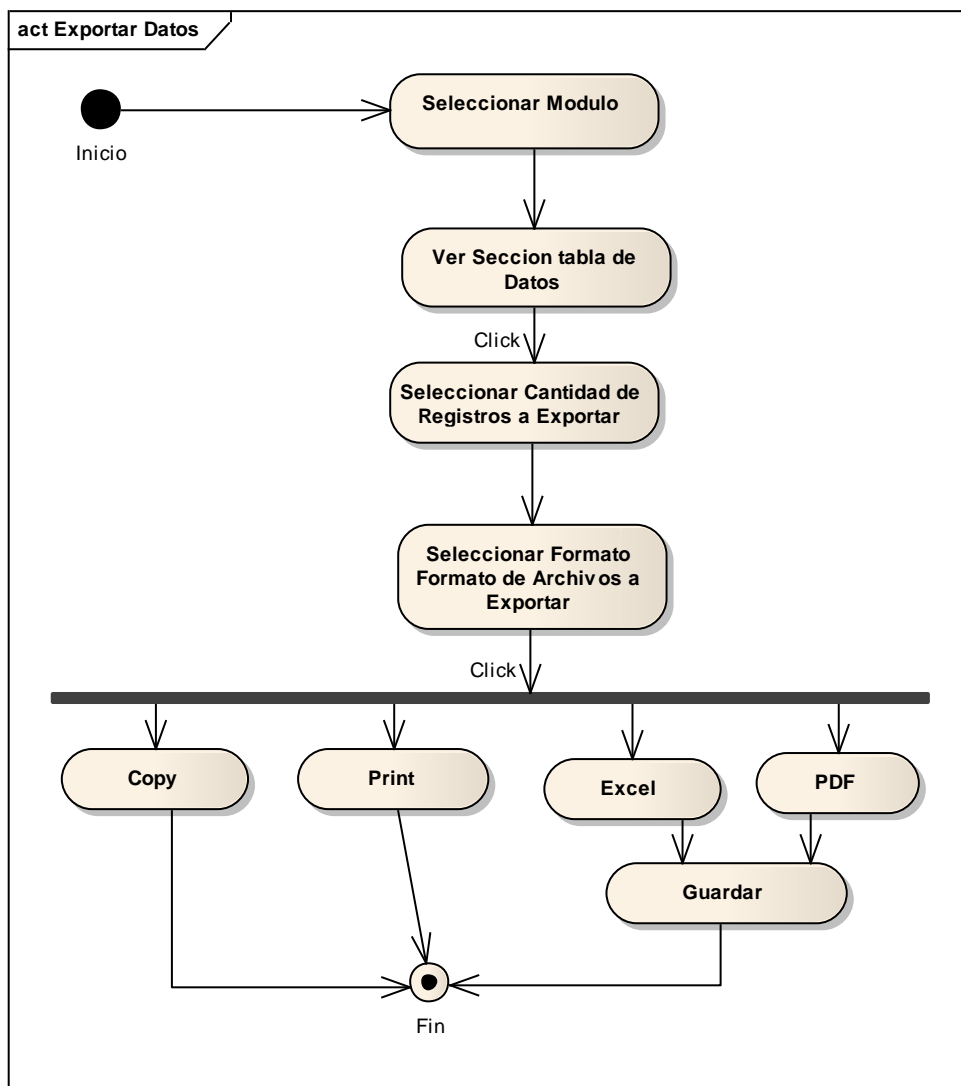 act Exportar Datos
Inicio
Seleccionar Modulo
Ver Seccion tabla de
Datos
Click
Seleccionar Cantidad de
Registros a Exportar
Seleccionar Formato
Formato de Archivos a
Exportar
Click
Copy
Print
Excel
PDF
Guardar
Fin